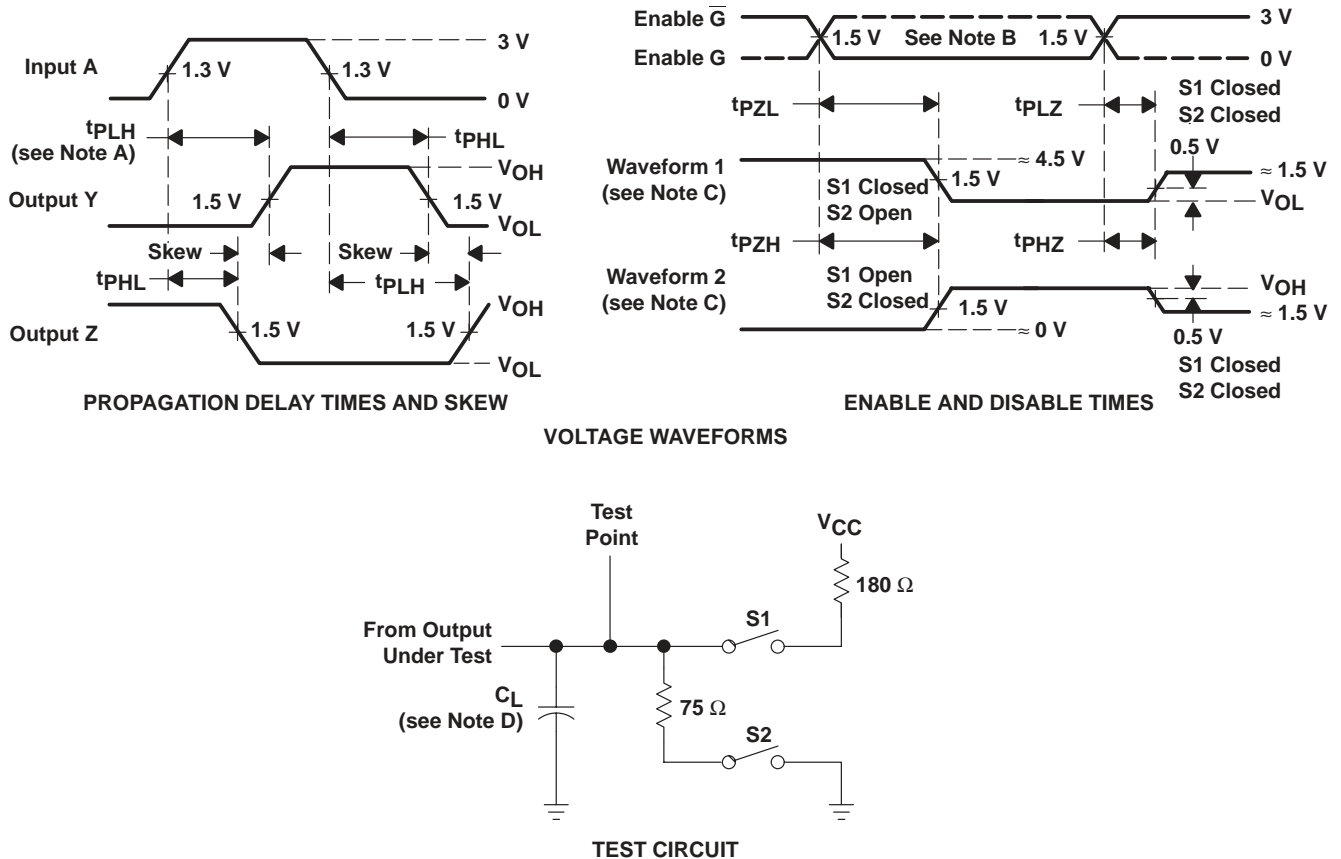 Input A
1.3 V
1.3 V
3 V
0 V
tPLH
(see Note A)
tPHL
Output Y
1.5 V
1.5 V
VOH
VOL
Skew
Skew
tPHL
tPLH
Output Z
1.5 V
1.5 V
VOH
VOL
PROPAGATION DELAY TIMES AND SKEW
Enable G̅
Enable G
1.5 V
See Note B
1.5 V
3 V
0 V
tPZL
tPLZ
S1 Closed
S2 Closed
0.5 V
Waveform 1
(see Note C)
≈ 4.5 V
1.5 V
S1 Closed
S2 Open
≈ 1.5 V
VOL
tPZH
tPHZ
Waveform 2
(see Note C)
S1 Open
S2 Closed
1.5 V
≈ 0 V
VOH
≈ 1.5 V
0.5 V
S1 Closed
S2 Closed
ENABLE AND DISABLE TIMES
VOLTAGE WAVEFORMS
Test
Point
VCC
180 Ω
S1
From Output
Under Test
CL
(see Note D)
75 Ω
S2
TEST CIRCUIT